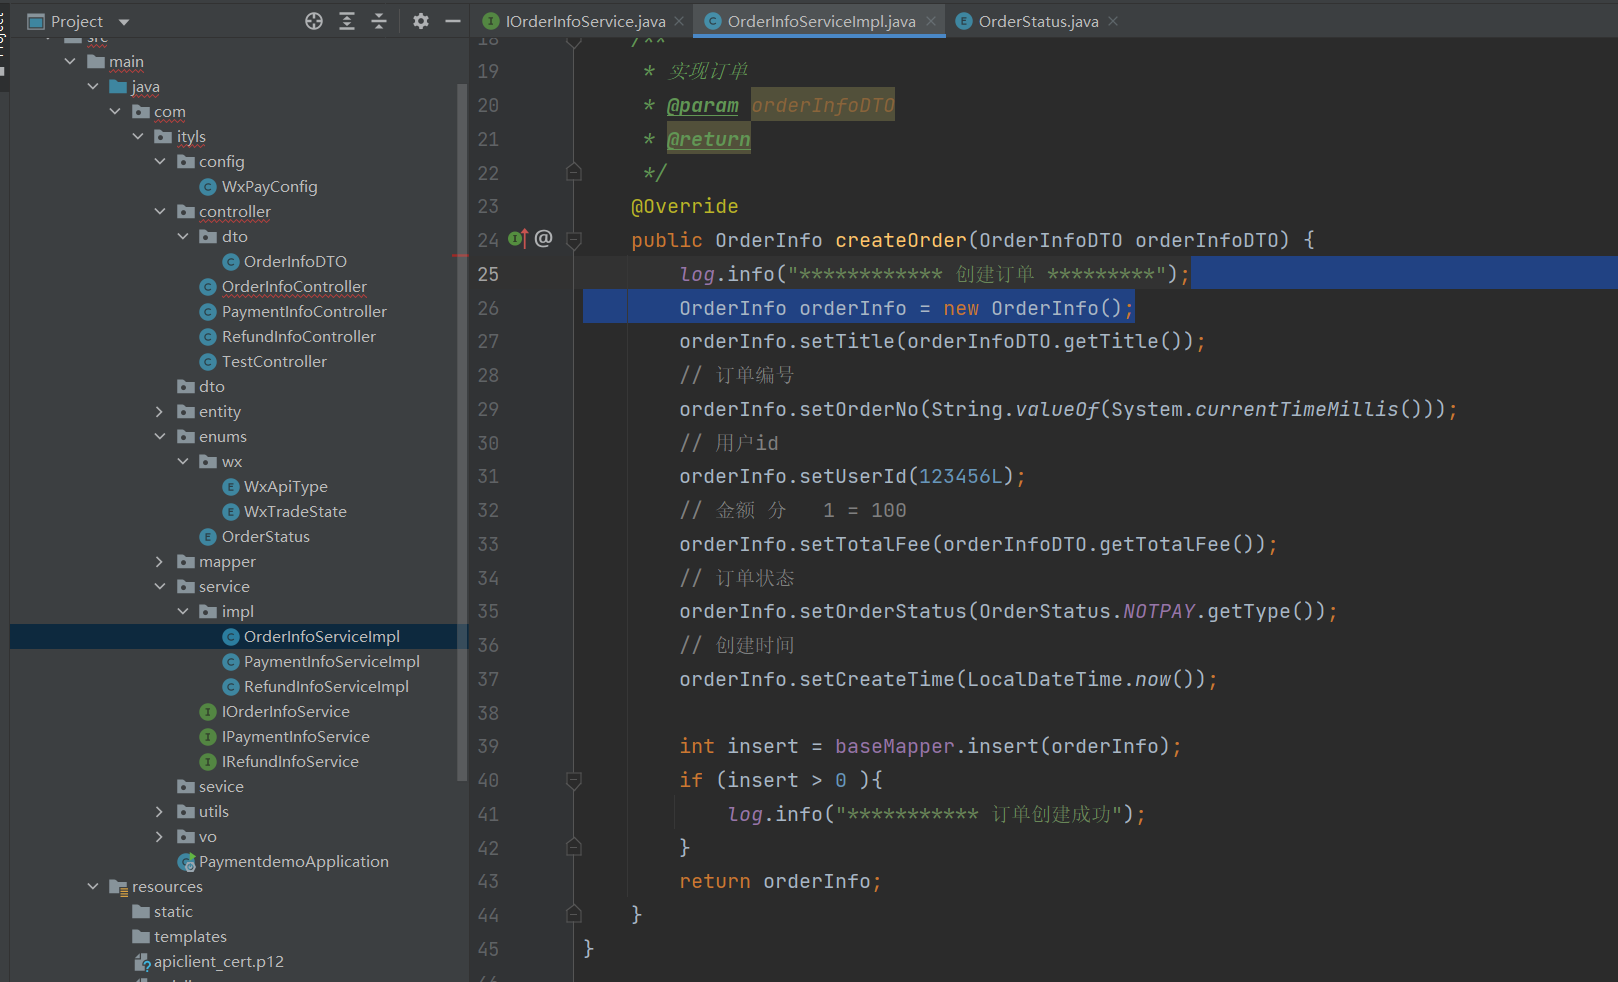 Project
IOrderInfoService.java
OrderInfoServiceImpl.java
OrderStatus.java
src
main
java
com
ityls
config
WxPayConfig
controller
dto
OrderInfoDTO
OrderInfoController
PaymentInfoController
RefundInfoController
TestController
dto
entity
enums
wx
WxApiType
WxTradeState
OrderStatus
mapper
service
impl
OrderInfoServiceImpl
PaymentInfoServiceImpl
RefundInfoServiceImpl
IOrderInfoService
IPaymentInfoService
IRefundInfoService
sevice
utils
vo
PaymentdemoApplication
resources
static
templates
apiclient_cert.p12
18 /**
19 * 实现订单
20 * @param orderInfoDTO
21 * @return
22 */
23 @Override
24 public OrderInfo createOrder(OrderInfoDTO orderInfoDTO) {
25 log.info("************ 创建订单 *********");
26 OrderInfo orderInfo = new OrderInfo();
27 orderInfo.setTitle(orderInfoDTO.getTitle());
28 // 订单编号
29 orderInfo.setOrderNo(String.valueOf(System.currentTimeMillis()));
30 // 用户id
31 orderInfo.setUserId(123456L);
32 // 金额 分 1 = 100
33 orderInfo.setTotalFee(orderInfoDTO.getTotalFee());
34 // 订单状态
35 orderInfo.setOrderStatus(OrderStatus.NOTPAY.getType());
36 // 创建时间
37 orderInfo.setCreateTime(LocalDateTime.now());
38
39 int insert = baseMapper.insert(orderInfo);
40 if (insert > 0 ){
41 log.info("*********** 订单创建成功");
42 }
43 return orderInfo;
44 }
45 }